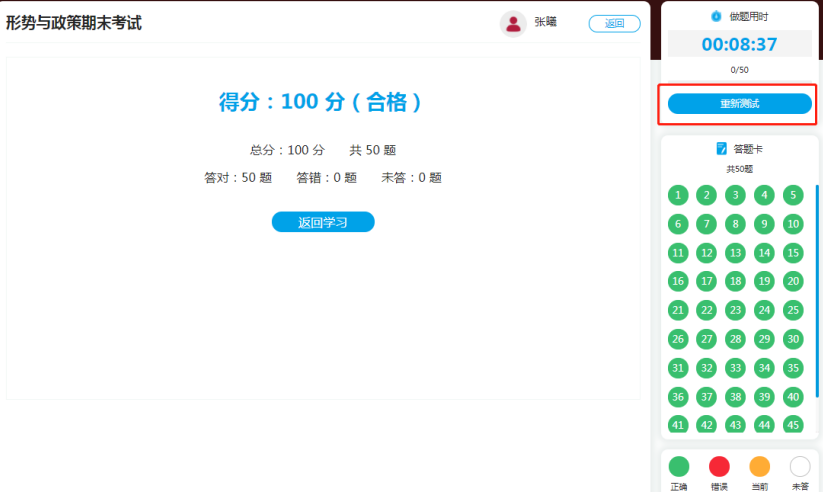 形势与政策期末考试
张曦
返回
得分：100 分（合格）
总分：100 分 共 50 题
答对：50 题 答错：0 题 未答：0 题
返回学习
做题用时
00:08:37
0/50
重新测试
答题卡
共50题
1 2 3 4 5
6 7 8 9 10
11 12 13 14 15
16 17 18 19 20
21 22 23 24 25
26 27 28 29 30
31 32 33 34 35
36 37 38 39 40
41 42 43 44 45
正确 错误 当前 未答